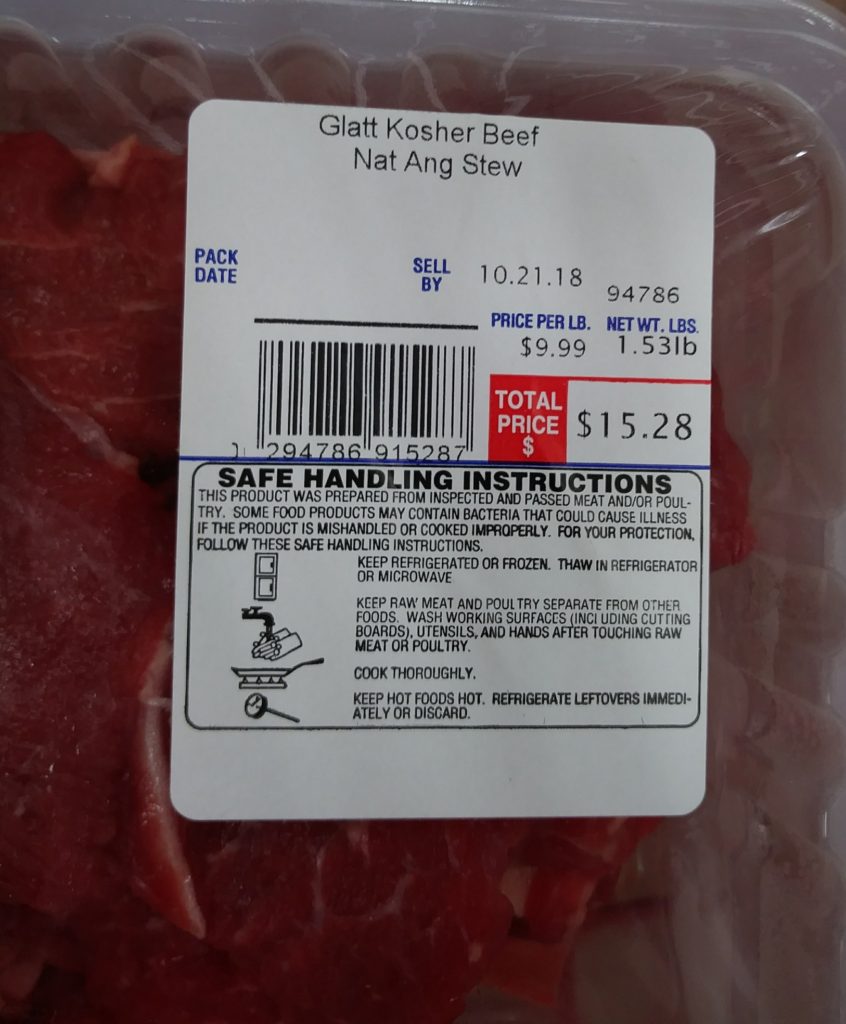 Glatt Kosher Beef
Nat Ang Stew
PACK
DATE
SELL
BY
10.21.18
94786
PRICE PER LB.
NET WT. LBS.
$9.99
1.53lb
TOTAL
PRICE
$
$15.28
294786 915287
SAFE HANDLING INSTRUCTIONS
THIS PRODUCT WAS PREPARED FROM INSPECTED AND PASSED MEAT AND/OR POUL-
TRY. SOME FOOD PRODUCTS MAY CONTAIN BACTERIA THAT COULD CAUSE ILLNESS
IF THE PRODUCT IS MISHANDLED OR COOKED IMPROPERLY. FOR YOUR PROTECTION,
FOLLOW THESE SAFE HANDLING INSTRUCTIONS.
KEEP REFRIGERATED OR FROZEN. THAW IN REFRIGERATOR
OR MICROWAVE
KEEP RAW MEAT AND POULTRY SEPARATE FROM OTHER
FOODS. WASH WORKING SURFACES (INCLUDING CUTTING
BOARDS), UTENSILS, AND HANDS AFTER TOUCHING RAW
MEAT OR POULTRY.
COOK THOROUGHLY.
KEEP HOT FOODS HOT. REFRIGERATE LEFTOVERS IMMEDI-
ATELY OR DISCARD.